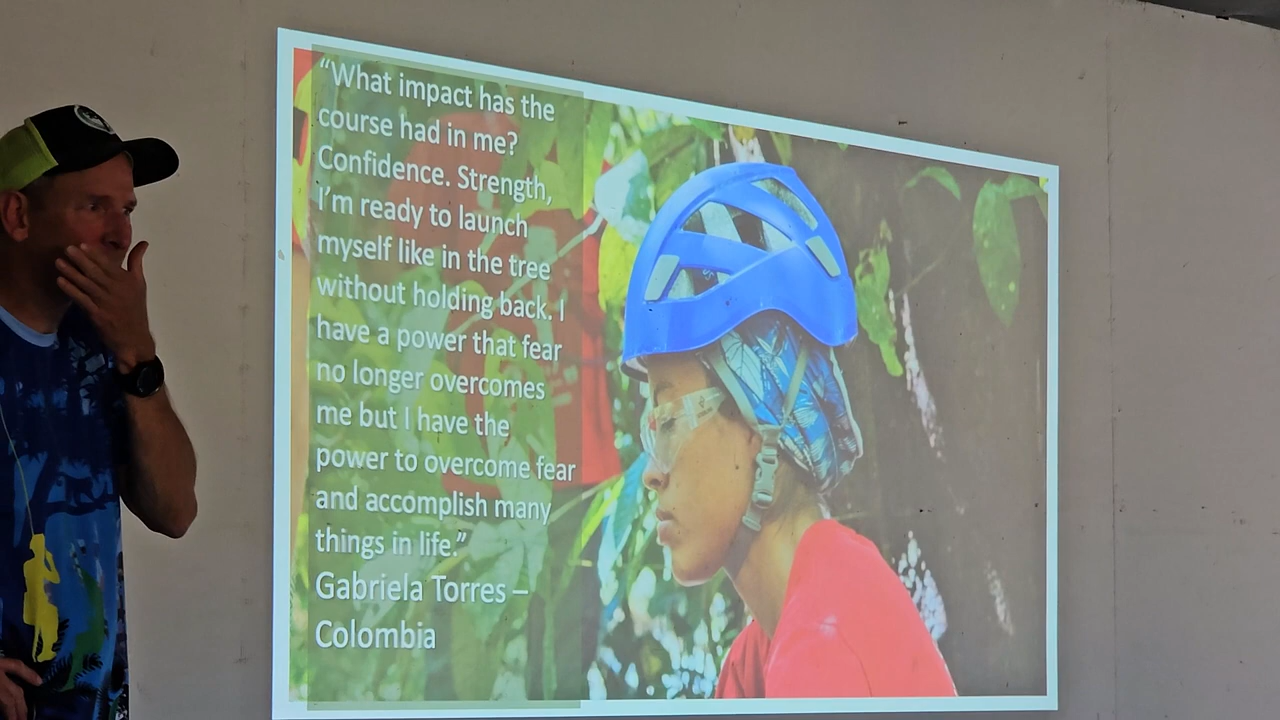 “What impact has the
course had in me?
Confidence. Strength,
I’m ready to launch
myself like in the tree
without holding back. I
have a power that fear
no longer overcomes
me but I have the
power to overcome fear
and accomplish many
things in life.”
Gabriela Torres –
Colombia